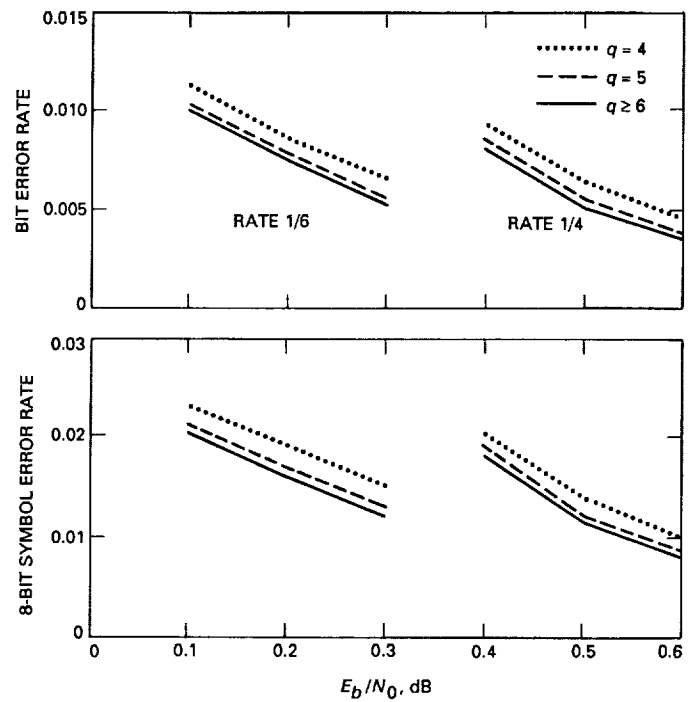 0.015
0.010
0.005
0
BIT ERROR RATE
q = 4
q = 5
q ≥ 6
RATE 1/6
RATE 1/4
0.03
0.02
0.01
0
8-BIT SYMBOL ERROR RATE
0 0.1 0.2 0.3 0.4 0.5 0.6
E_b/N_0, dB